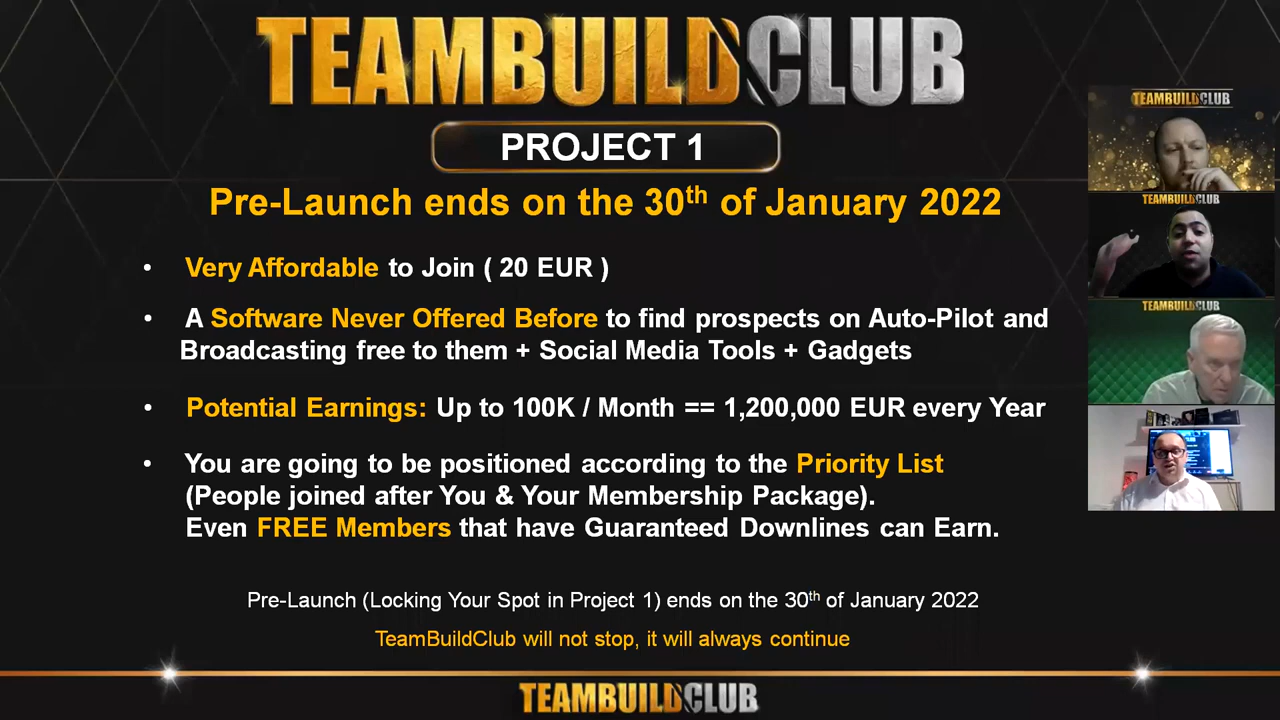 TEAMBUILDCLUB
PROJECT 1
Pre-Launch ends on the 30th of January 2022
• Very Affordable to Join ( 20 EUR )
• A Software Never Offered Before to find prospects on Auto-Pilot and
Broadcasting free to them + Social Media Tools + Gadgets
• Potential Earnings: Up to 100K / Month == 1,200,000 EUR every Year
• You are going to be positioned according to the Priority List
(People joined after You & Your Membership Package).
Even FREE Members that have Guaranteed Downlines can Earn.
Pre-Launch (Locking Your Spot in Project 1) ends on the 30th of January 2022
TeamBuildClub will not stop, it will always continue
TEAMBUILDCLUB
TEAMBUILDCLUB
TEAMBUILDCLUB
TEAMBUILDCLUB